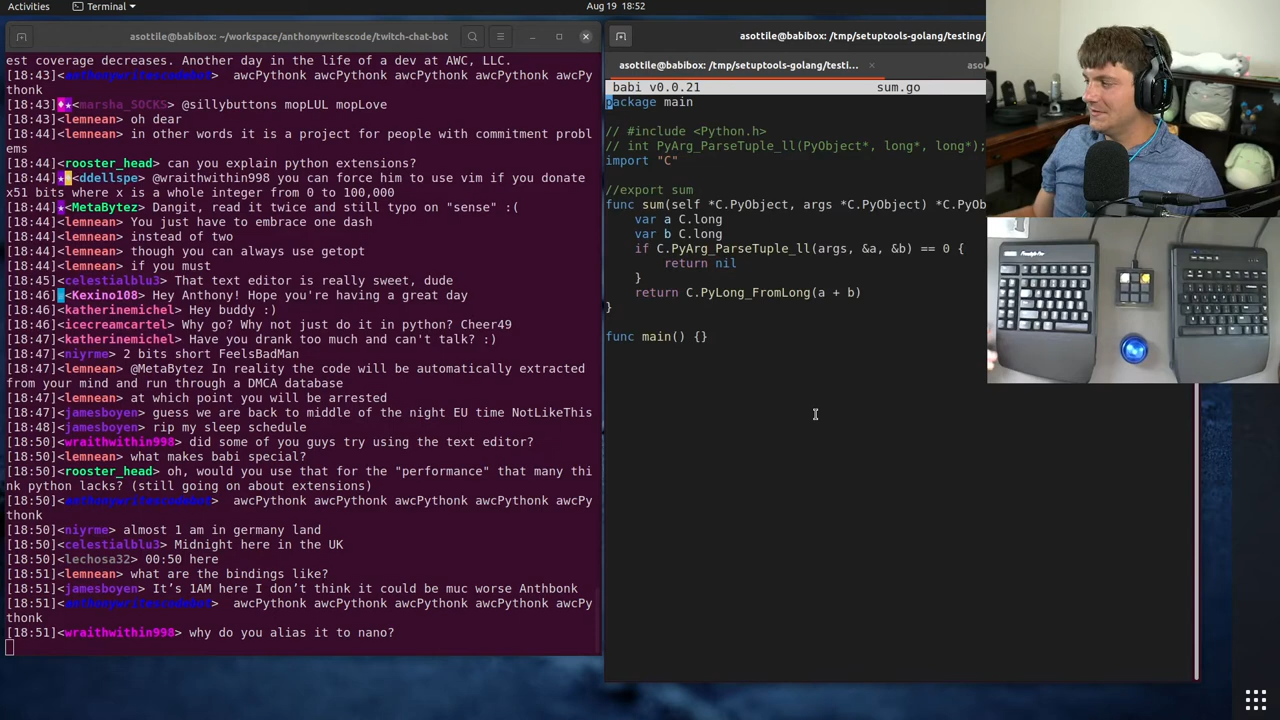 Activities
Terminal
Aug 19 18:52
asottile@babibox: ~/workspace/anthonywritescode/twitch-chat-bot
est coverage decreases. Another day in the life of a dev at AWC, LLC.
[18:43]<anthonywritescodebot> awcPythonk awcPythonk awcPythonk awcPythonk awcPy
thonk
[18:43]<marsha_SOCKS> @sillybuttons mopLUL mopLove
[18:43]<lemnean> oh dear
[18:44]<lemnean> in other words it is a project for people with commitment probl
ems
[18:44]<rooster_head> can you explain python extensions?
[18:44]<ddellspe> @wraithwithin998 you can force him to use vim if you donate
x51 bits where x is a whole integer from 0 to 100,000
[18:44]<MetaBytez> Dangit, read it twice and still typo on "sense" :(
[18:44]<lemnean> You just have to embrace one dash
[18:44]<lemnean> instead of two
[18:44]<lemnean> though you can always use getopt
[18:44]<lemnean> if you must
[18:45]<celestialblu3> That text editor is really sweet, dude
[18:46]<Kexino108> Hey Anthony! Hope you're having a great day
[18:46]<katherinemichel> Hey buddy :)
[18:46]<icecreamcartel> Why go? Why not just do it in python? Cheer49
[18:47]<katherinemichel> Have you drank too much and can't talk? :)
[18:47]<niyrme> 2 bits short FeelsBadMan
[18:47]<lemnean> @MetaBytez In reality the code will be automatically extracted
from your mind and run through a DMCA database
[18:47]<lemnean> at which point you will be arrested
[18:47]<jamesboyen> guess we are back to middle of the night EU time NotLikeThis
[18:48]<jamesboyen> rip my sleep schedule
[18:50]<wraithwithin998> did some of you guys try using the text editor?
[18:50]<lemnean> what makes babi special?
[18:50]<rooster_head> oh, would you use that for the "performance" that many thi
nk python lacks? (still going on about extensions)
[18:50]<anthonywritescodebot> awcPythonk awcPythonk awcPythonk awcPythonk awcPy
thonk
[18:50]<niyrme> almost 1 am in germany land
[18:50]<celestialblu3> Midnight here in the UK
[18:50]<lechosa32> 00:50 here
[18:51]<lemnean> what are the bindings like?
[18:51]<jamesboyen> It's 1AM here I don't think it could be muc worse Anthbonk
[18:51]<anthonywritescodebot> awcPythonk awcPythonk awcPythonk awcPythonk awcPy
thonk
[18:51]<wraithwithin998> why do you alias it to nano?
asottile@babibox: /tmp/setuptools-golang/testing/
asottile@babibox: /tmp/setuptools-golang/testi...
asot
babi v0.0.21 sum.go
package main
// #include <Python.h>
// int PyArg_ParseTuple_ll(PyObject*, long*, long*);
import "C"
//export sum
func sum(self *C.PyObject, args *C.PyObject) *C.PyOb
var a C.long
var b C.long
if C.PyArg_ParseTuple_ll(args, &a, &b) == 0 {
return nil
}
return C.PyLong_FromLong(a + b)
}
func main() {}